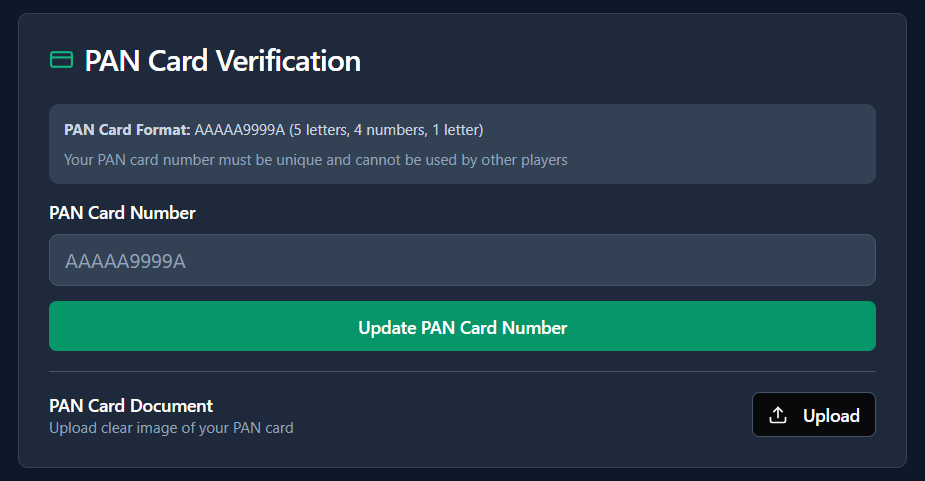 PAN Card Verification
PAN Card Format: AAAAA9999A (5 letters, 4 numbers, 1 letter)
Your PAN card number must be unique and cannot be used by other players
PAN Card Number
AAAAA9999A
Update PAN Card Number
PAN Card Document
Upload clear image of your PAN card
Upload